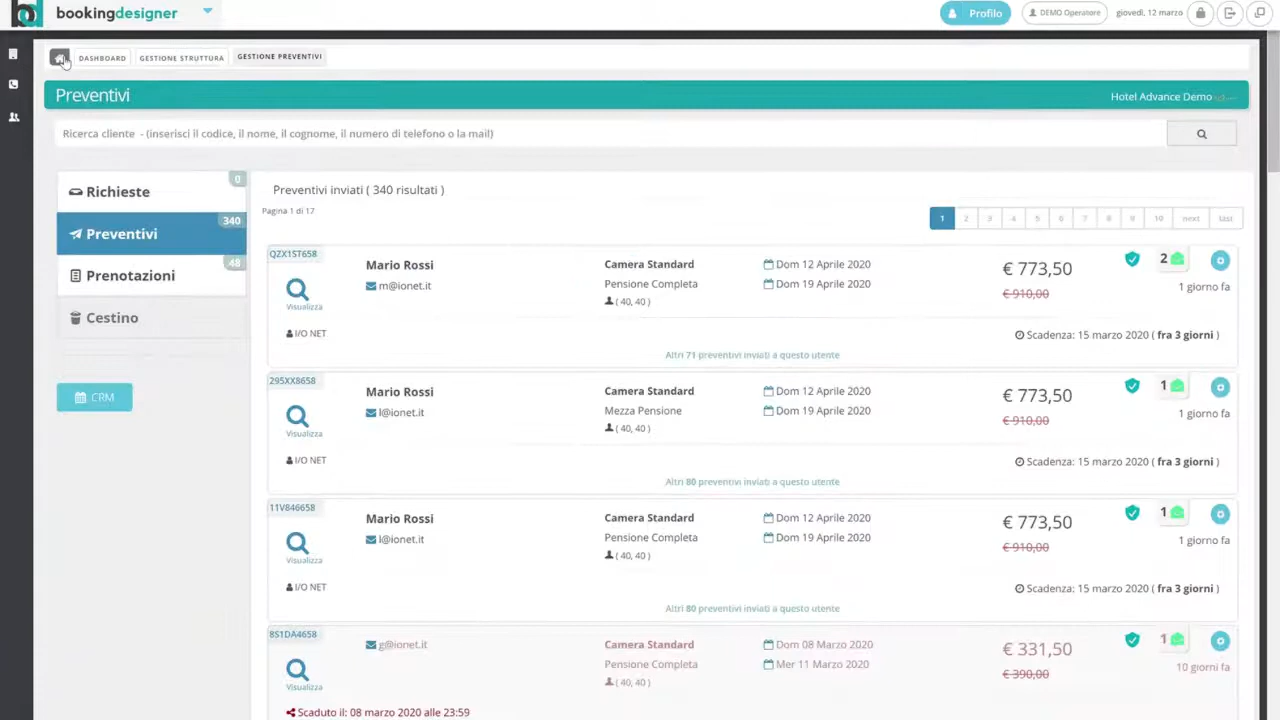 bd bookingdesigner
Profilo
DEMO Operatore
giovedì, 12 marzo
DASHBOARD
GESTIONE STRUTTURA
GESTIONE PREVENTIVI
Preventivi
Hotel Advance Demo
Ricerca cliente - (inserisci il codice, il nome, il cognome, il numero di telefono o la mail)
Richieste 0
Preventivi 340
Prenotazioni 48
Cestino
CRM
Preventivi inviati ( 340 risultati )
Pagina 1 di 17
1 2 3 4 5 6 7 8 9 10 next last
QZX1ST658
Visualizza
I/O NET
Mario Rossi
m@ionet.it
Camera Standard
Pensione Completa
( 40, 40 )
Dom 12 Aprile 2020
Dom 19 Aprile 2020
€ 773,50
€ 910,00
2
1 giorno fa
Scadenza: 15 marzo 2020 ( fra 3 giorni )
Altri 71 preventivi inviati a questo utente
295XX8658
Visualizza
I/O NET
Mario Rossi
l@ionet.it
Camera Standard
Mezza Pensione
( 40, 40 )
Dom 12 Aprile 2020
Dom 19 Aprile 2020
€ 773,50
€ 910,00
1
1 giorno fa
Scadenza: 15 marzo 2020 ( fra 3 giorni )
Altri 80 preventivi inviati a questo utente
11V846658
Visualizza
I/O NET
Mario Rossi
l@ionet.it
Camera Standard
Pensione Completa
( 40, 40 )
Dom 12 Aprile 2020
Dom 19 Aprile 2020
€ 773,50
€ 910,00
1
1 giorno fa
Scadenza: 15 marzo 2020 ( fra 3 giorni )
Altri 80 preventivi inviati a questo utente
8S1DA4658
Visualizza
g@ionet.it
Camera Standard
Pensione Completa
( 40, 40 )
Dom 08 Marzo 2020
Mer 11 Marzo 2020
€ 331,50
€ 390,00
1
10 giorni fa
Scaduto il: 08 marzo 2020 alle 23:59